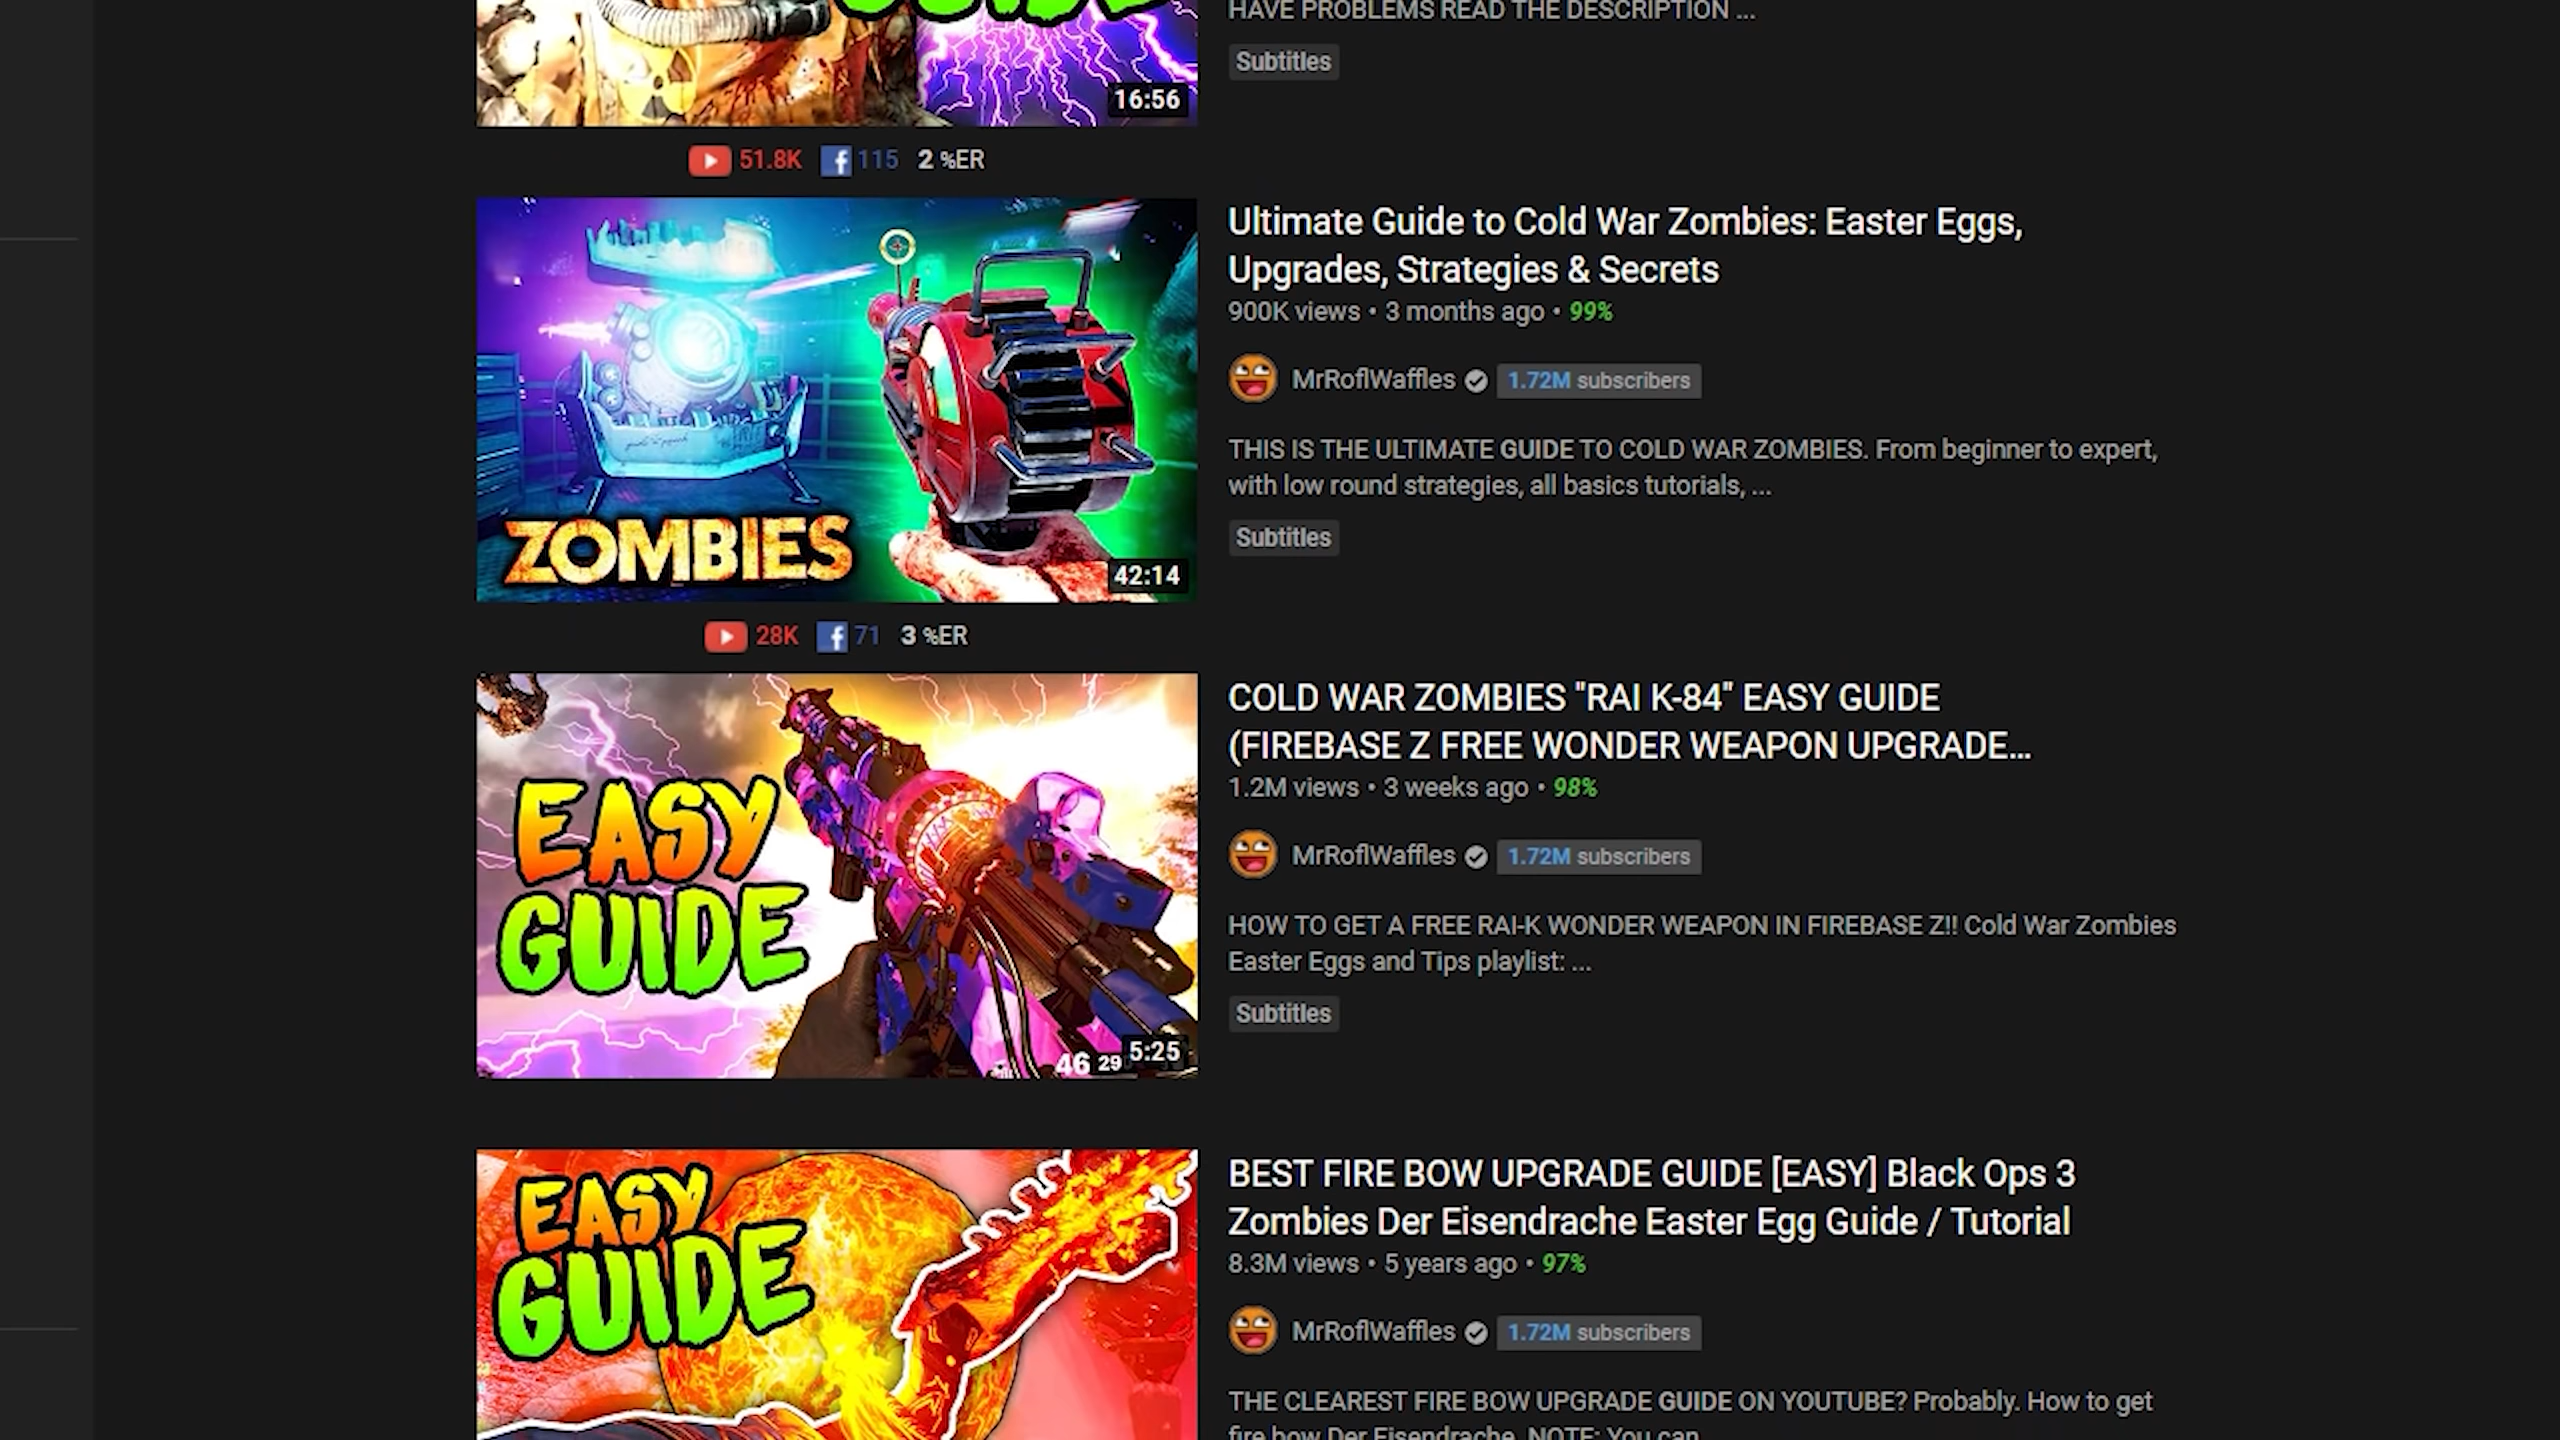 HAVE PROBLEMS READ THE DESCRIPTION ...
Subtitles
16:56
51.8K 115 2 %ER
Ultimate Guide to Cold War Zombies: Easter Eggs,
Upgrades, Strategies & Secrets
900K views • 3 months ago • 99%
MrRoflWaffles 1.72M subscribers
THIS IS THE ULTIMATE GUIDE TO COLD WAR ZOMBIES. From beginner to expert,
with low round strategies, all basics tutorials, ...
Subtitles
ZOMBIES
42:14
28K 71 3 %ER
COLD WAR ZOMBIES "RAI K-84" EASY GUIDE
(FIREBASE Z FREE WONDER WEAPON UPGRADE...
1.2M views • 3 weeks ago • 98%
MrRoflWaffles 1.72M subscribers
HOW TO GET A FREE RAI-K WONDER WEAPON IN FIREBASE Z!! Cold War Zombies
Easter Eggs and Tips playlist: ...
Subtitles
EASY
GUIDE
46 29
5:25
BEST FIRE BOW UPGRADE GUIDE [EASY] Black Ops 3
Zombies Der Eisendrache Easter Egg Guide / Tutorial
8.3M views • 5 years ago • 97%
MrRoflWaffles 1.72M subscribers
THE CLEAREST FIRE BOW UPGRADE GUIDE ON YOUTUBE? Probably. How to get
fire bow Der Eisendrache. NOTE: You can
EASY
GUIDE